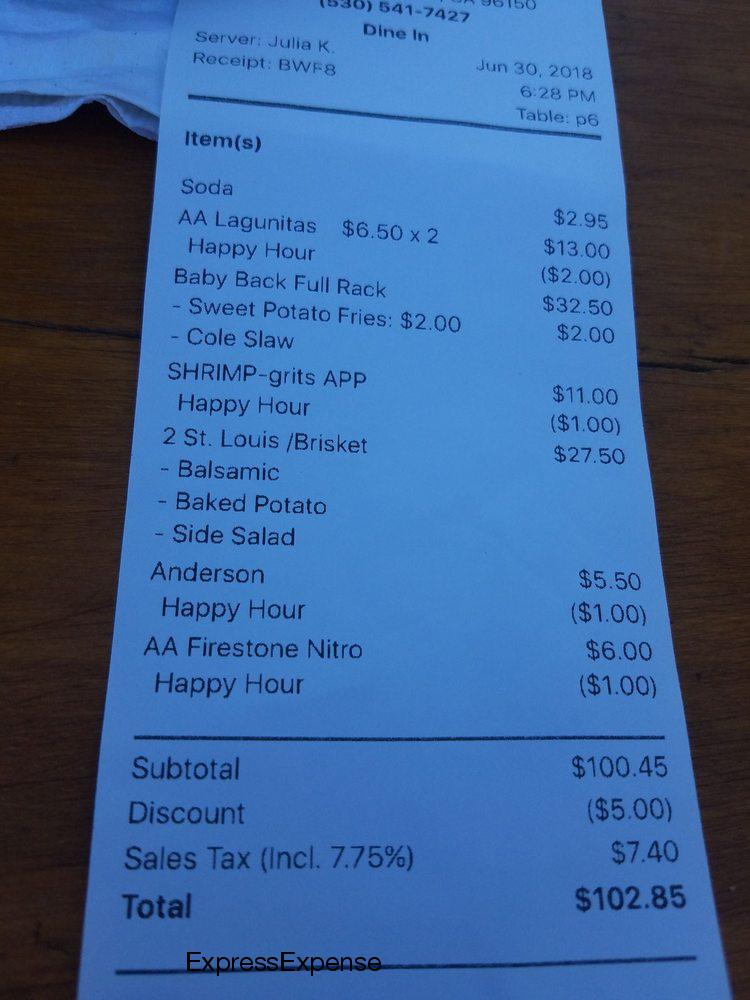 CA 96150
(530) 541-7427
Dine In
Server: Julia K.
Receipt: BWF8
Jun 30, 2018
6:28 PM
Table: p6
Item(s)
Soda $2.95
AA Lagunitas $6.50 x 2 $13.00
Happy Hour ($2.00)
Baby Back Full Rack $32.50
- Sweet Potato Fries: $2.00 $2.00
- Cole Slaw
SHRIMP-grits APP $11.00
Happy Hour ($1.00)
2 St. Louis /Brisket $27.50
- Balsamic
- Baked Potato
- Side Salad
Anderson $5.50
Happy Hour ($1.00)
AA Firestone Nitro $6.00
Happy Hour ($1.00)
Subtotal $100.45
Discount ($5.00)
Sales Tax (Incl. 7.75%) $7.40
Total $102.85
ExpressExpense